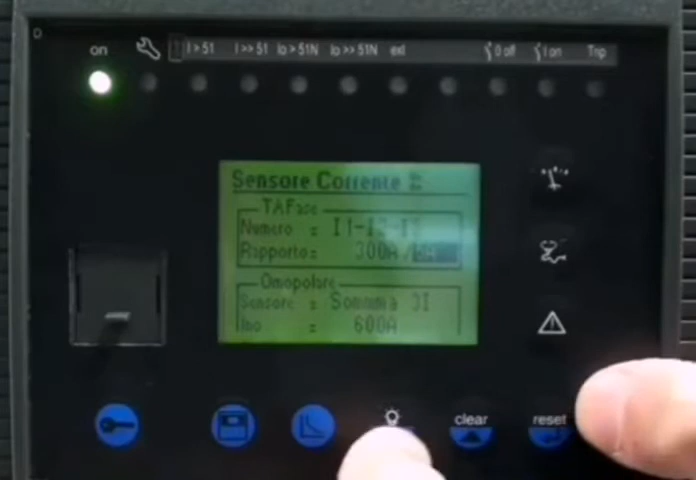 on I > 51 I >> 51 Io > 51N Io >> 51N ext 0 off I on Trip
Sensore Corrente
TA Fase
Numero : I1-I2-I3
Rapporto: 300A/
Omopolare
Sensore : Somma 3I
Ino : 600A
clear reset